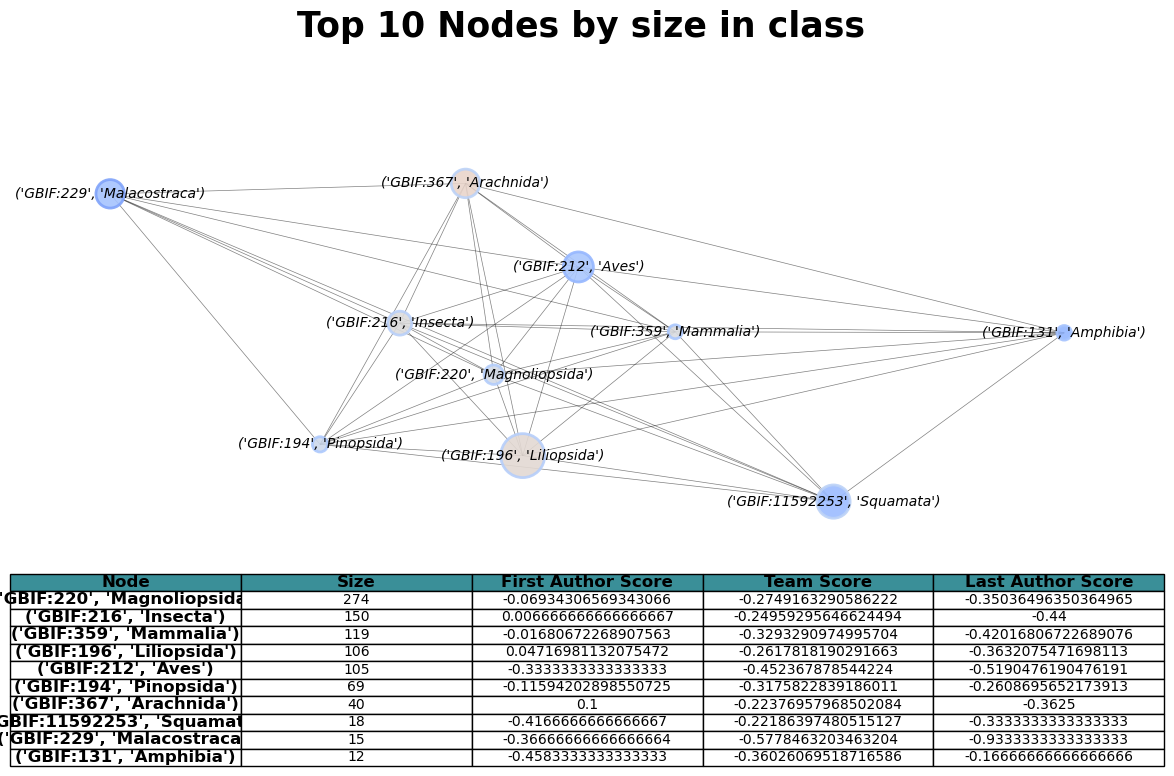 Top 10 Nodes by size in class
('GBIF:367', 'Arachnida')
('GBIF:229', 'Malacostraca')
('GBIF:212', 'Aves')
('GBIF:216', 'Insecta')
('GBIF:359', 'Mammalia')
('GBIF:131', 'Amphibia')
('GBIF:220', 'Magnoliopsida')
('GBIF:194', 'Pinopsida')
('GBIF:196', 'Liliopsida')
('GBIF:11592253', 'Squamata')
Node Size First Author Score Team Score Last Author Score
'GBIF:220', 'Magnoliopsida 274 -0.06934306569343066 -0.2749163290586222 -0.35036496350364965
('GBIF:216', 'Insecta') 150 0.006666666666666667 -0.24959295646624494 -0.44
('GBIF:359', 'Mammalia') 119 -0.01680672268907563 -0.3293290974995704 -0.42016806722689076
('GBIF:196', 'Liliopsida') 106 0.04716981132075472 -0.2617818190291663 -0.3632075471698113
('GBIF:212', 'Aves') 105 -0.3333333333333333 -0.452367878544224 -0.5190476190476191
('GBIF:194', 'Pinopsida') 69 -0.11594202898550725 -0.3175822839186011 -0.2608695652173913
('GBIF:367', 'Arachnida') 40 0.1 -0.22376957968502084 -0.3625
GBIF:11592253', 'Squamat 18 -0.4166666666666667 -0.22186397480515127 -0.3333333333333333
('GBIF:229', 'Malacostraca 15 -0.36666666666666664 -0.5778463203463204 -0.9333333333333333
('GBIF:131', 'Amphibia') 12 -0.4583333333333333 -0.36026069518716586 -0.16666666666666666